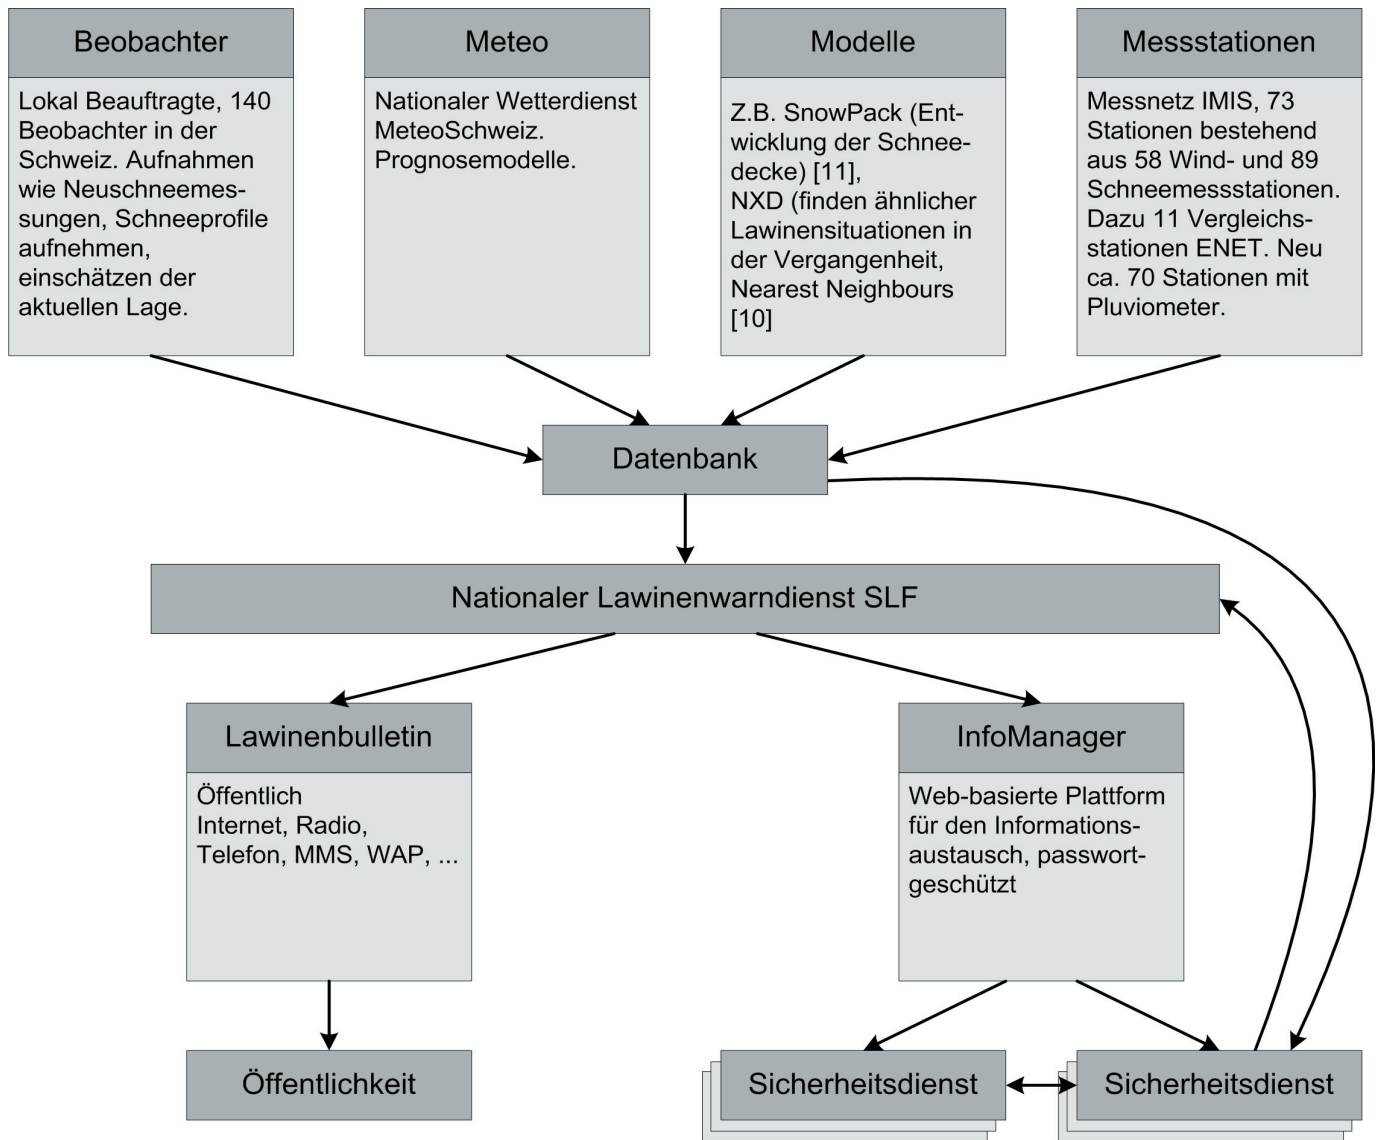 Beobachter
Lokal Beauftragte, 140
Beobachter in der
Schweiz. Aufnahmen
wie Neuschneemes-
sungen, Schneeprofile
aufnehmen,
einschätzen der
aktuellen Lage.
Meteo
Nationaler Wetterdienst
MeteoSchweiz.
Prognosemodelle.
Modelle
Z.B. SnowPack (Ent-
wicklung der Schnee-
decke) [11],
NXD (finden ähnlicher
Lawinensituationen in
der Vergangenheit,
Nearest Neighbours
[10]
Messstationen
Messnetz IMIS, 73
Stationen bestehend
aus 58 Wind- und 89
Schneemessstationen.
Dazu 11 Vergleichs-
stationen ENET. Neu
ca. 70 Stationen mit
Pluviometer.
Datenbank
Nationaler Lawinenwarndienst SLF
Lawinenbulletin
Öffentlich
Internet, Radio,
Telefon, MMS, WAP, ...
InfoManager
Web-basierte Plattform
für den Informations-
austausch, passwort-
geschützt
Öffentlichkeit
Sicherheitsdienst
Sicherheitsdienst